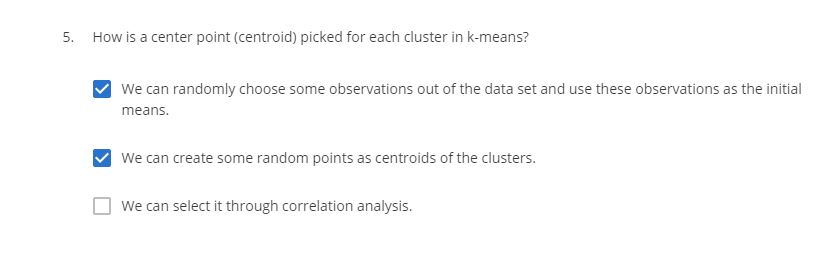 5. How is a center point (centroid) picked for each cluster in k-means?
We can randomly choose some observations out of the data set and use these observations as the initial
means.
We can create some random points as centroids of the clusters.
We can select it through correlation analysis.